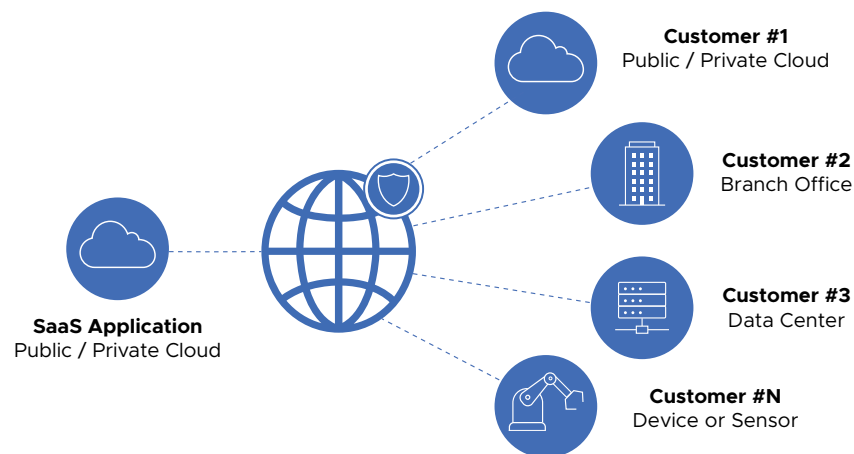 Customer #1
Public / Private Cloud
Customer #2
Branch Office
SaaS Application
Public / Private Cloud
Customer #3
Data Center
Customer #N
Device or Sensor